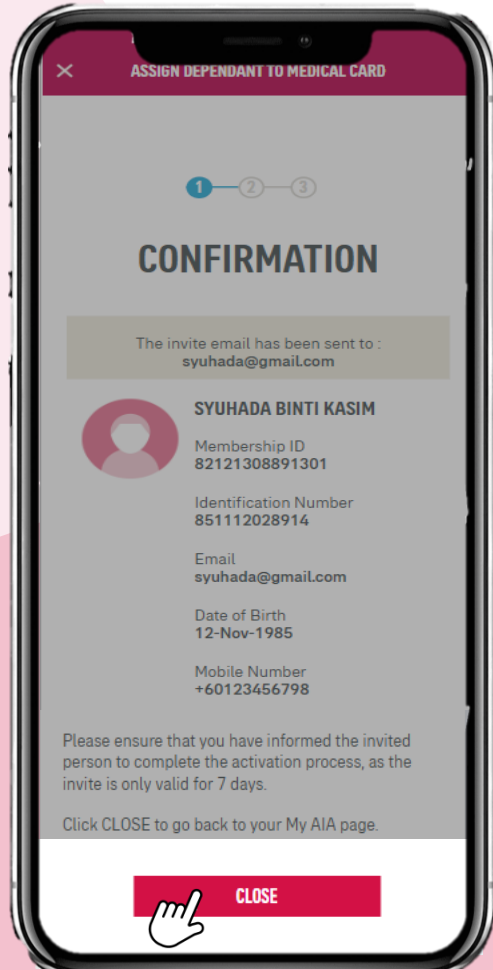 ASSIGN DEPENDANT TO MEDICAL CARD
1 2 3
CONFIRMATION
The invite email has been sent to :
syuhada@gmail.com
SYUHADA BINTI KASIM
Membership ID
82121308891301
Identification Number
851112028914
Email
syuhada@gmail.com
Date of Birth
12-Nov-1985
Mobile Number
+60123456798
Please ensure that you have informed the invited
person to complete the activation process, as the
invite is only valid for 7 days.
Click CLOSE to go back to your My AIA page.
CLOSE